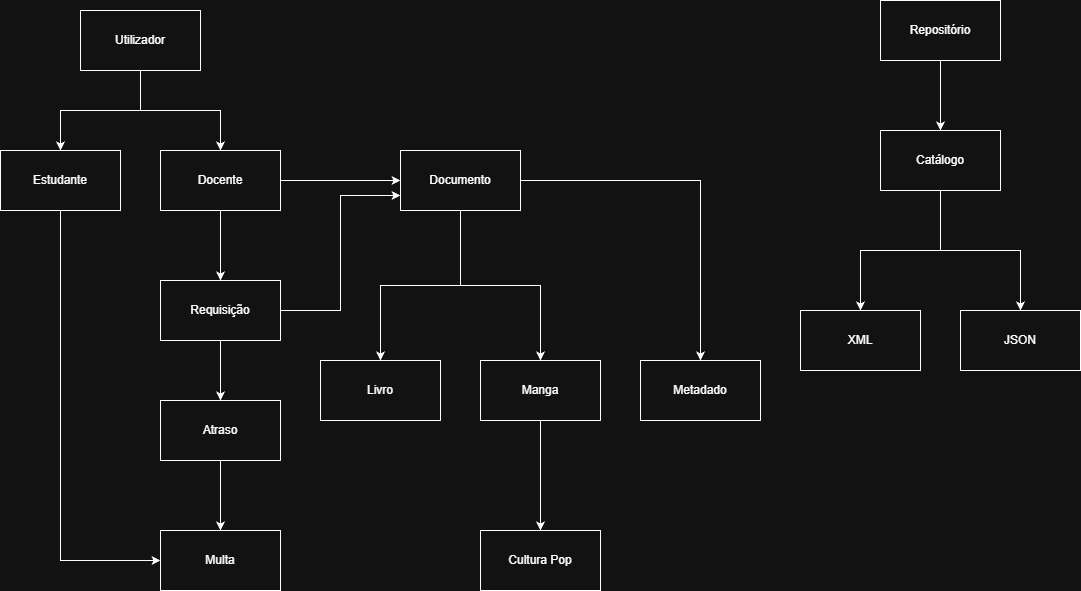 Utilizador
Repositório
Estudante
Docente
Documento
Catálogo
Requisição
XML
JSON
Livro
Manga
Metadado
Atraso
Multa
Cultura Pop